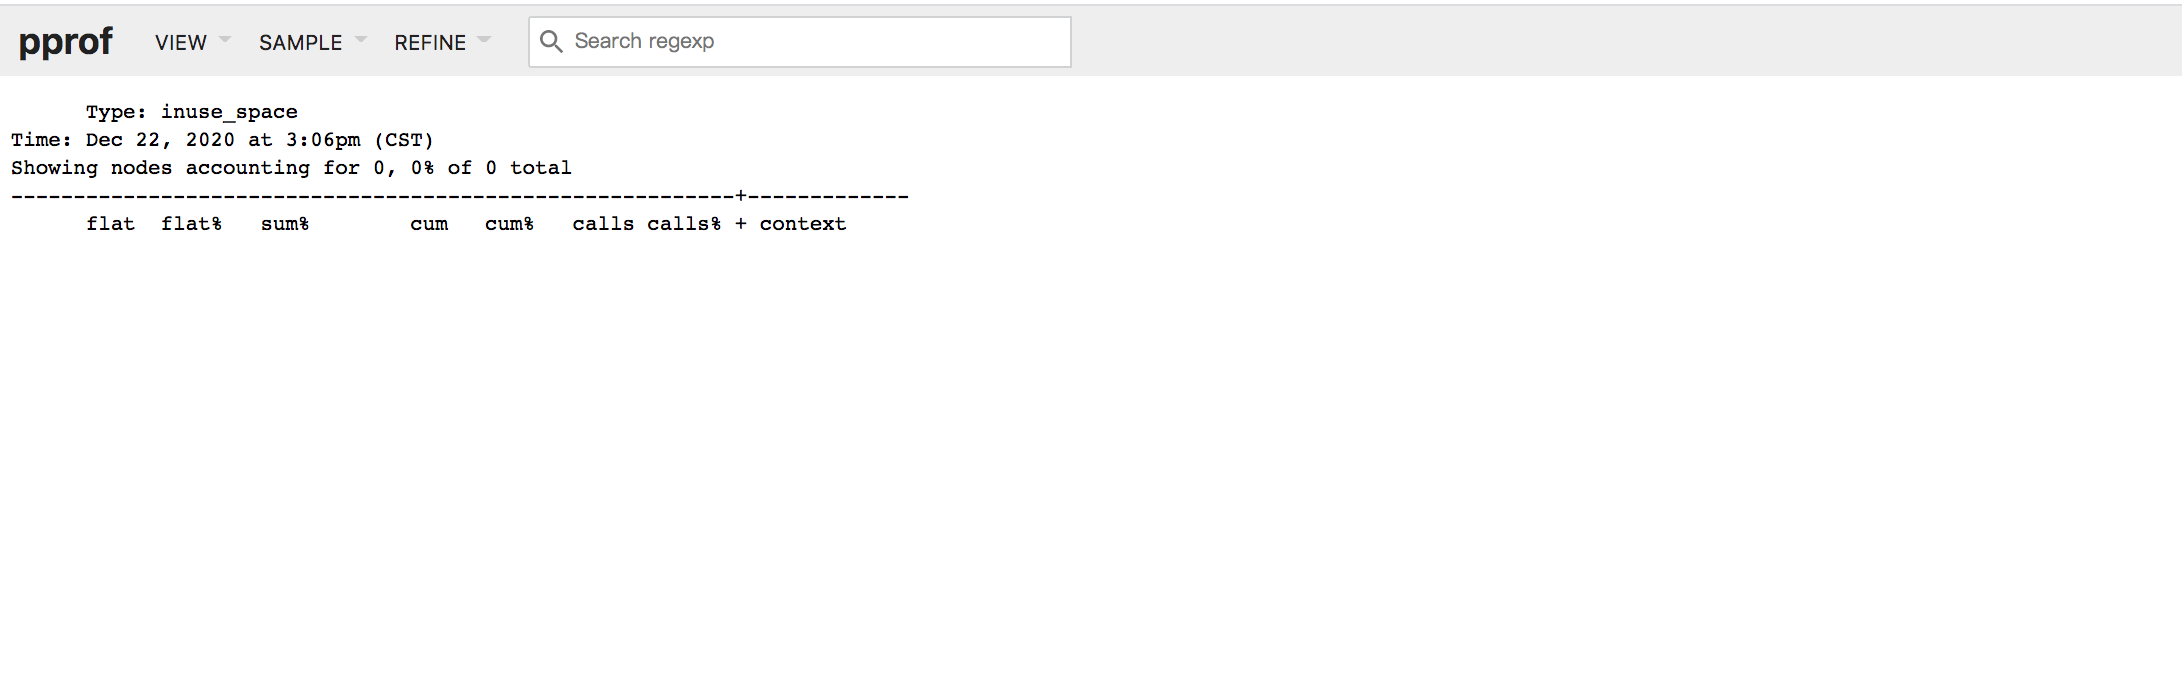 pprof VIEW SAMPLE REFINE Search regexp
Type: inuse_space
Time: Dec 22, 2020 at 3:06pm (CST)
Showing nodes accounting for 0, 0% of 0 total
----------------------------------------------------------+-------------
flat flat% sum% cum cum% calls calls% + context